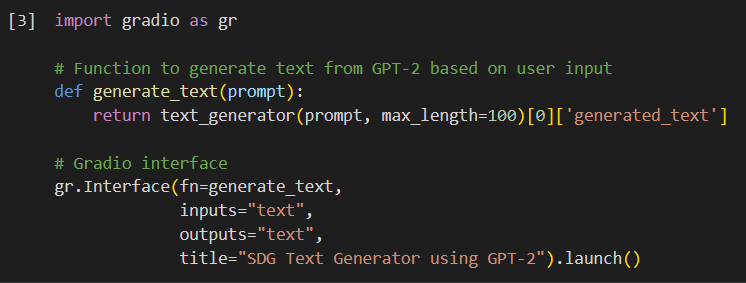 [3] import gradio as gr
# Function to generate text from GPT-2 based on user input
def generate_text(prompt):
    return text_generator(prompt, max_length=100)[0]['generated_text']
# Gradio interface
gr.Interface(fn=generate_text,
             inputs="text",
             outputs="text",
             title="SDG Text Generator using GPT-2").launch()